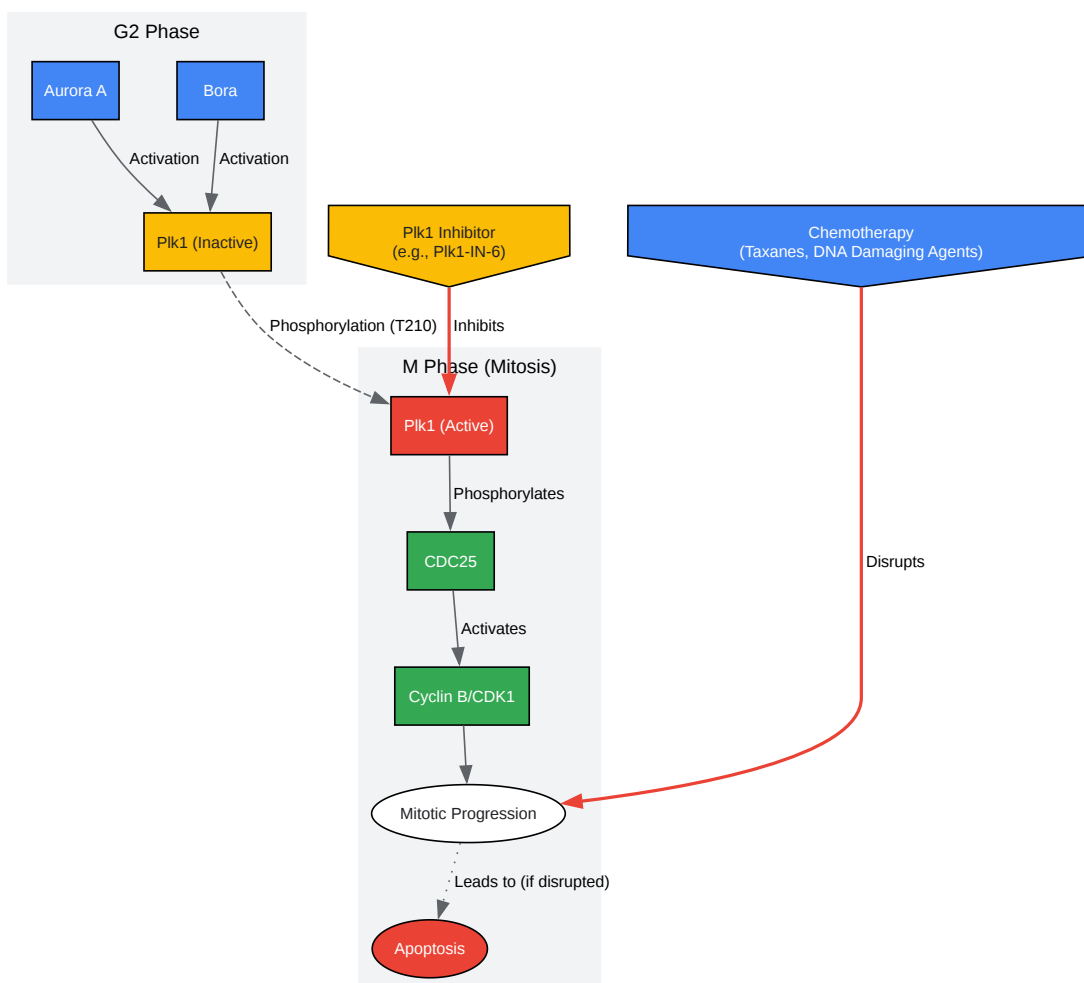 G2 Phase
Aurora A
Bora
Activation
Activation
Plk1 (Inactive)
Plk1 Inhibitor
(e.g., Plk1-IN-6)
Chemotherapy
(Taxanes, DNA Damaging Agents)
Phosphorylation (T210)
Inhibits
M Phase (Mitosis)
Plk1 (Active)
Phosphorylates
CDC25
Disrupts
Activates
Cyclin B/CDK1
Mitotic Progression
Leads to (if disrupted)
Apoptosis